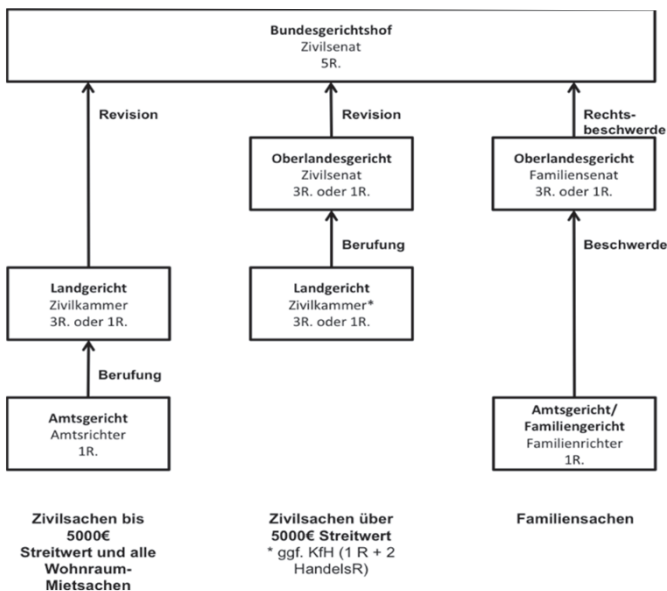 Bundesgerichtshof
Zivilsenat
5R.
Revision
Revision
Rechts-
beschwerde
Oberlandesgericht
Zivilsenat
3R. oder 1R.
Oberlandesgericht
Familiensenat
3R. oder 1R.
Berufung
Beschwerde
Landgericht
Zivilkammer
3R. oder 1R.
Landgericht
Zivilkammer*
3R. oder 1R.
Berufung
Amtsgericht
Amtsrichter
1R.
Amtsgericht/
Familiengericht
Familienrichter
1R.
Zivilsachen bis
5000€
Streitwert und alle
Wohnraum-
Mietsachen
Zivilsachen über
5000€ Streitwert
* ggf. KfH (1 R + 2
HandelsR)
Familiensachen